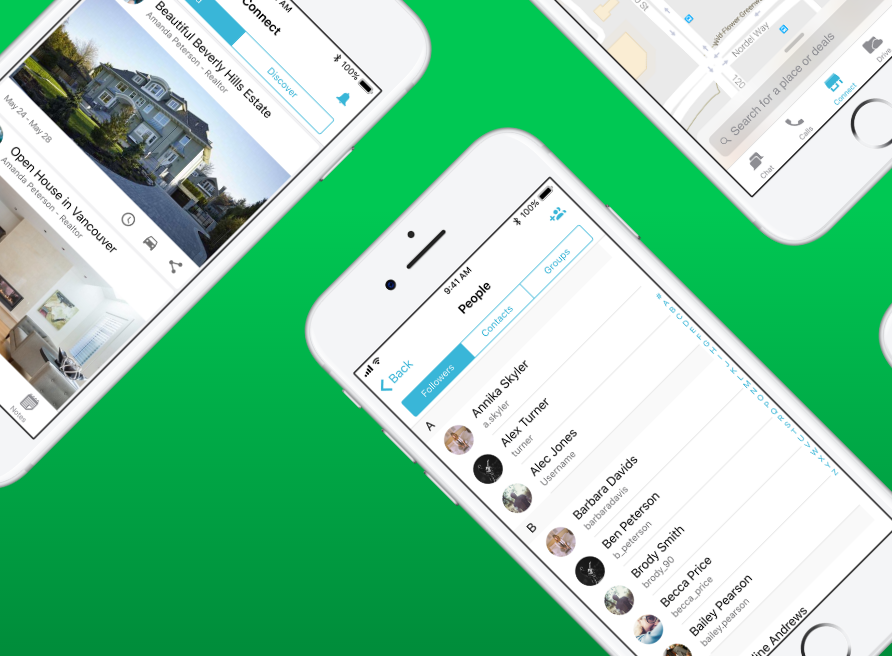 Connect
100%
Discover
Beautiful Beverly Hills Estate
Amanda Peterson - Realtor
May 24 - May 28
Open House in Vancouver
Amanda Peterson - Realtor
Notes
Nordel Way
120
Search for a place or deals
Chat
Calls
Connect
Drive
9:41 AM
100%
Back
People
Followers
Contacts
Groups
A
Annika Skyler
a.skyler
Alex Turner
turner
Alec Jones
Username
B
Barbara Davids
barbaradavis
Ben Peterson
b_peterson
Brody Smith
brody_90
Becca Price
becca_price
Bailey Pearson
bailey.pearson
Andrews
#
A
B
C
D
E
F
G
H
I
J
K
L
M
N
O
P
Q
R
S
T
U
V
W
X
Y
Z